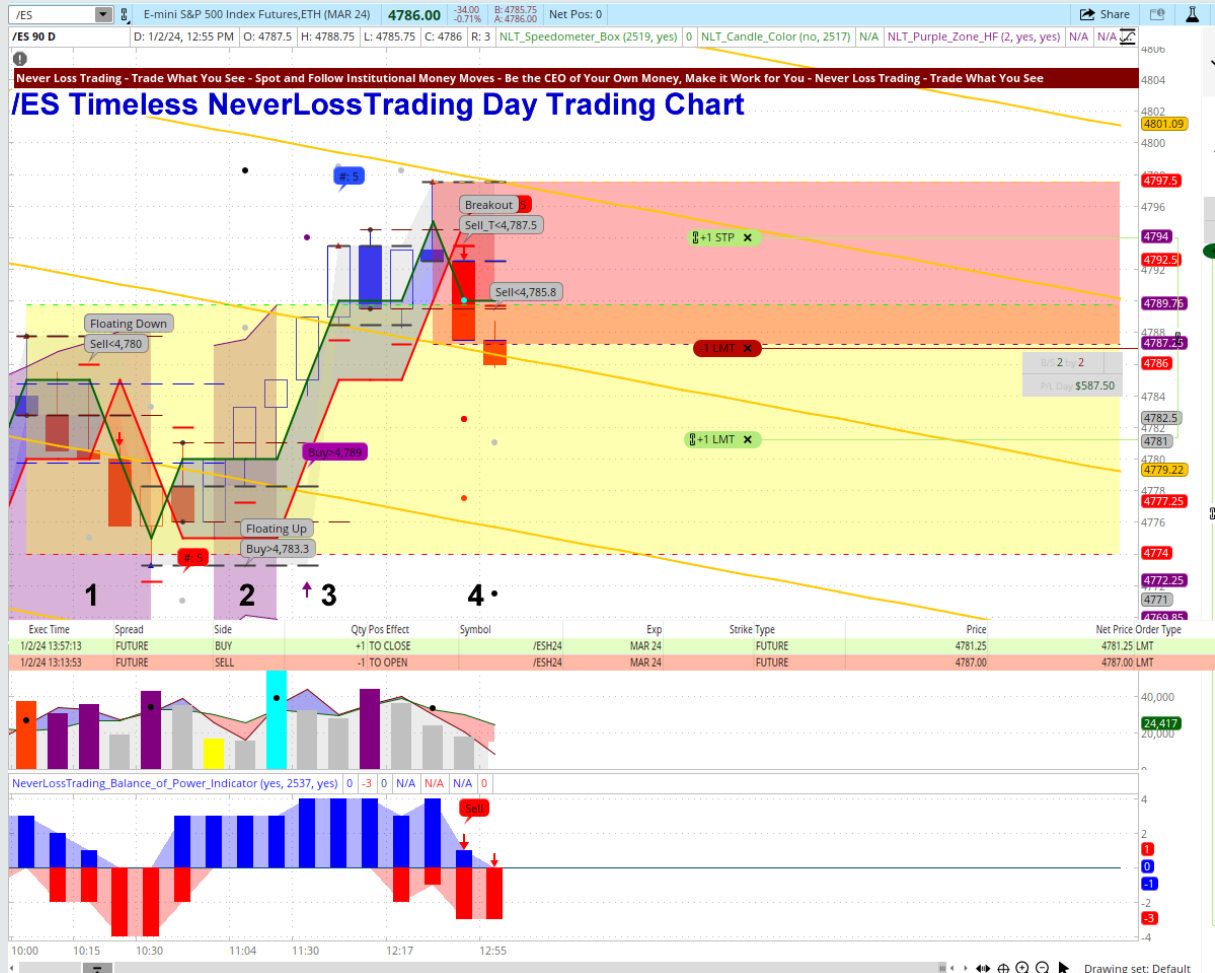 /ES E-mini S&P 500 Index Futures,ETH (MAR 24) 4786.00 -34.00 -0.71% B: 4785.75 A: 4786.00 Net Pos: 0 Share
/ES 90 D D: 1/2/24, 12:55 PM O: 4787.5 H: 4788.75 L: 4785.75 C: 4786 R: 3 NLT_Speedometer_Box (2519, yes) 0 NLT_Candle_Color (no, 2517) N/A NLT_Purple_Zone_HF (2, yes, yes) N/A N/A
4806
Never Loss Trading - Trade What You See - Spot and Follow Institutional Money Moves - Be the CEO of Your Own Money, Make it Work for You - Never Loss Trading - Trade What You See
4804
/ES Timeless NeverLossTrading Day Trading Chart
4802
4801.09
4800
#: 5
4797.5
Breakout 5
4796
Sell_T<4,787.5
+1 STP
4794
4792.5
4792
Sell<4,785.8
4789.75
Floating Down
4788
Sell<4,780
-1 LMT
4787.25
4786
B/S 2 by 2
P/L Day $587.50
4784
4782.5
4782
+1 LMT
4781
Buy>4,789
4780
4779.22
4778
4777.25
4776
Floating Up
Buy>4,783.3
#: 5
4774
4772.25
1 2 3 4
4771
4769.85
Exec Time Spread Side Qty Pos Effect Symbol Exp Strike Type Price Net Price Order Type
1/2/24 13:57:13 FUTURE BUY +1 TO CLOSE /ESH24 MAR 24 FUTURE 4781.25 4781.25 LMT
1/2/24 13:13:53 FUTURE SELL -1 TO OPEN /ESH24 MAR 24 FUTURE 4787.00 4787.00 LMT
40,000
24,417
20,000
0
NeverLossTrading_Balance_of_Power_Indicator (yes, 2537, yes) 0 -3 0 N/A N/A N/A 0
4
Sell
2
1
0
-1
-2
-3
-4
10:00 10:15 10:30 11:04 11:30 12:17 12:55
Drawing set: Default